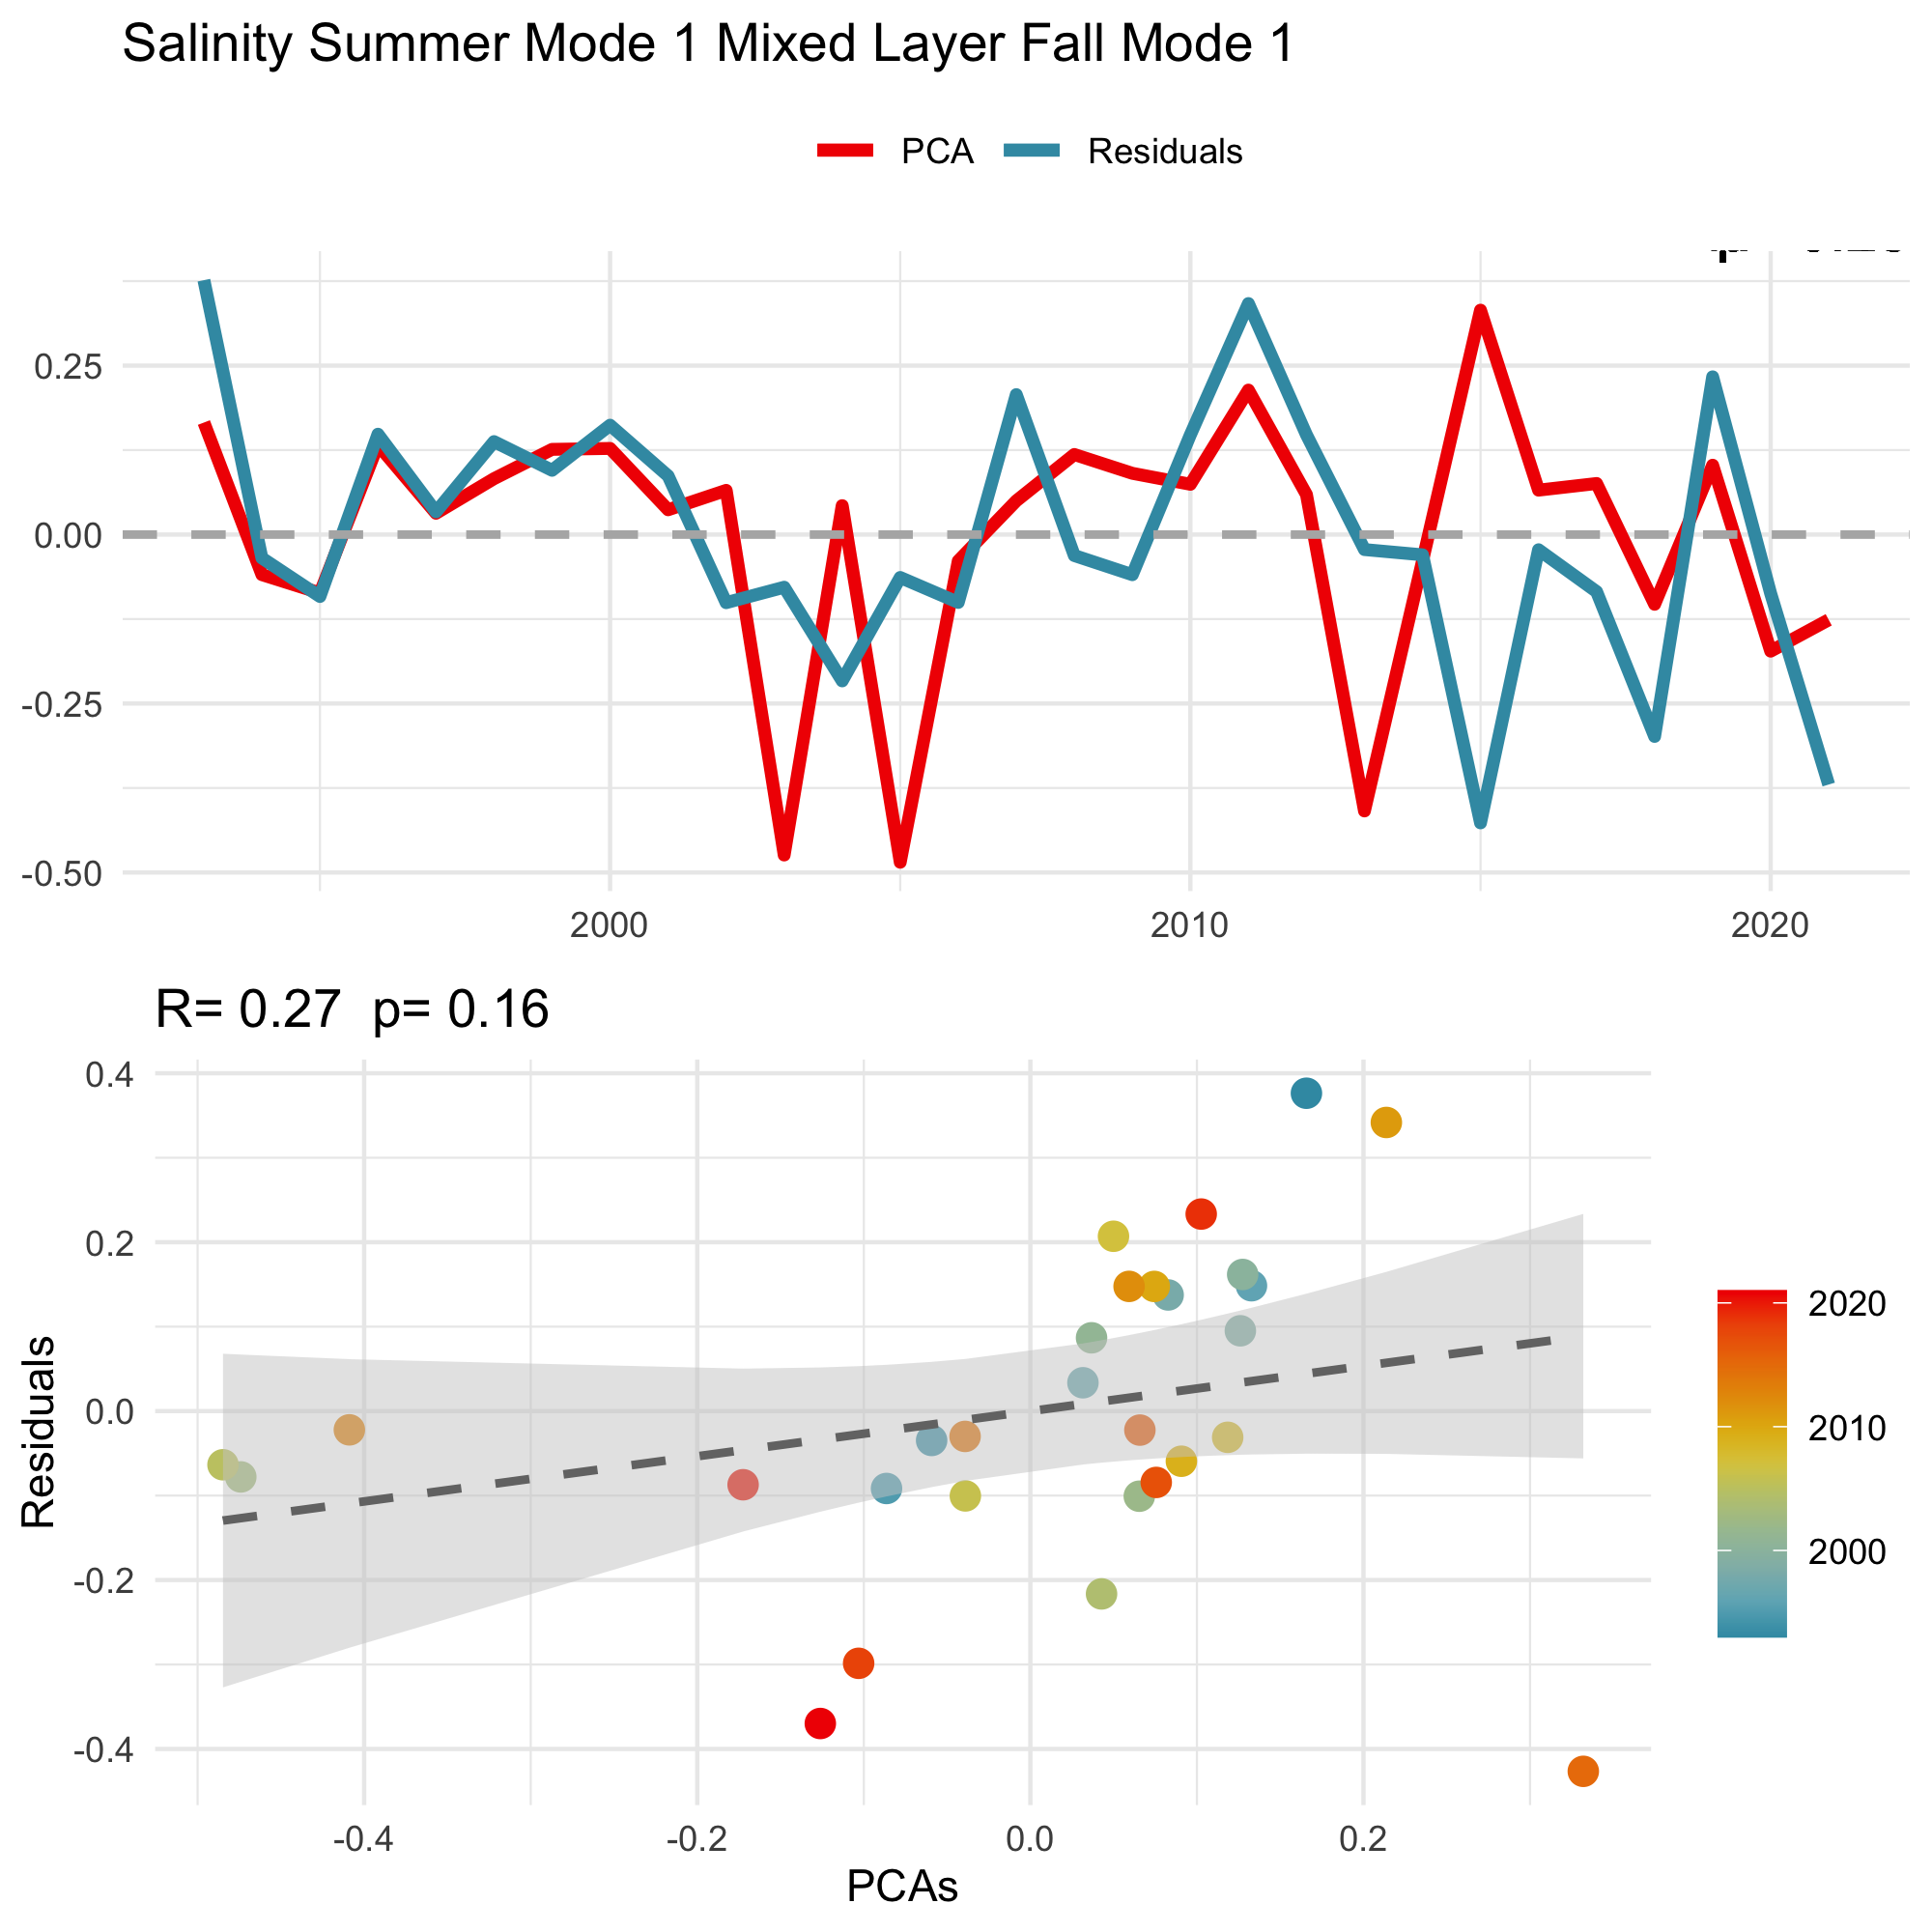 Salinity Summer Mode 1 Mixed Layer Fall Mode 1
PCA Residuals
0.25
0.00
-0.25
-0.50
2000 2010 2020
R= 0.27 p= 0.16
0.4
0.2
0.0
-0.2
-0.4
Residuals
-0.4 -0.2 0.0 0.2
PCAs
2020
2010
2000